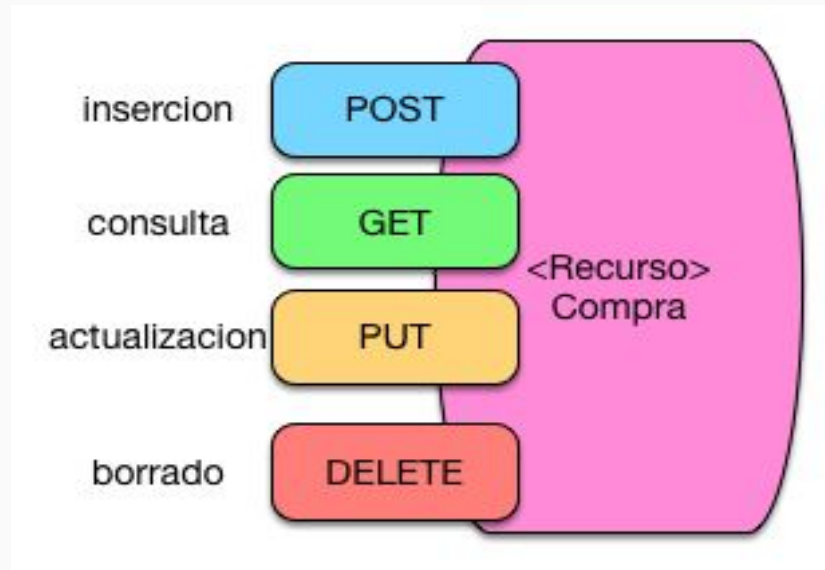 insercion
POST
consulta
GET
<Recurso>
Compra
actualizacion
PUT
borrado
DELETE